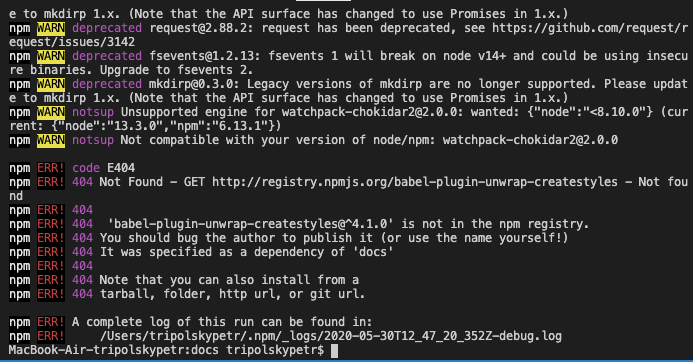 e to mkdirp 1.x. (Note that the API surface has changed to use Promises in 1.x.)
npm WARN deprecated request@2.88.2: request has been deprecated, see https://github.com/request/r
equest/issues/3142
npm WARN deprecated fsevents@1.2.13: fsevents 1 will break on node v14+ and could be using insecu
re binaries. Upgrade to fsevents 2.
npm WARN deprecated mkdirp@0.3.0: Legacy versions of mkdirp are no longer supported. Please updat
e to mkdirp 1.x. (Note that the API surface has changed to use Promises in 1.x.)
npm WARN notsup Unsupported engine for watchpack-chokidar2@2.0.0: wanted: {"node":"<8.10.0"} (cur
rent: {"node":"13.3.0","npm":"6.13.1"})
npm WARN notsup Not compatible with your version of node/npm: watchpack-chokidar2@2.0.0
npm ERR! code E404
npm ERR! 404 Not Found - GET http://registry.npmjs.org/babel-plugin-unwrap-createstyles - Not fou
nd
npm ERR! 404
npm ERR! 404  'babel-plugin-unwrap-createstyles@^4.1.0' is not in the npm registry.
npm ERR! 404 You should bug the author to publish it (or use the name yourself!)
npm ERR! 404 It was specified as a dependency of 'docs'
npm ERR! 404
npm ERR! 404 Note that you can also install from a
npm ERR! 404 tarball, folder, http url, or git url.
npm ERR! A complete log of this run can be found in:
npm ERR!     /Users/tripolskypetr/.npm/_logs/2020-05-30T12_47_20_352Z-debug.log
MacBook-Air-tripolskypetr:docs tripolskypetr$